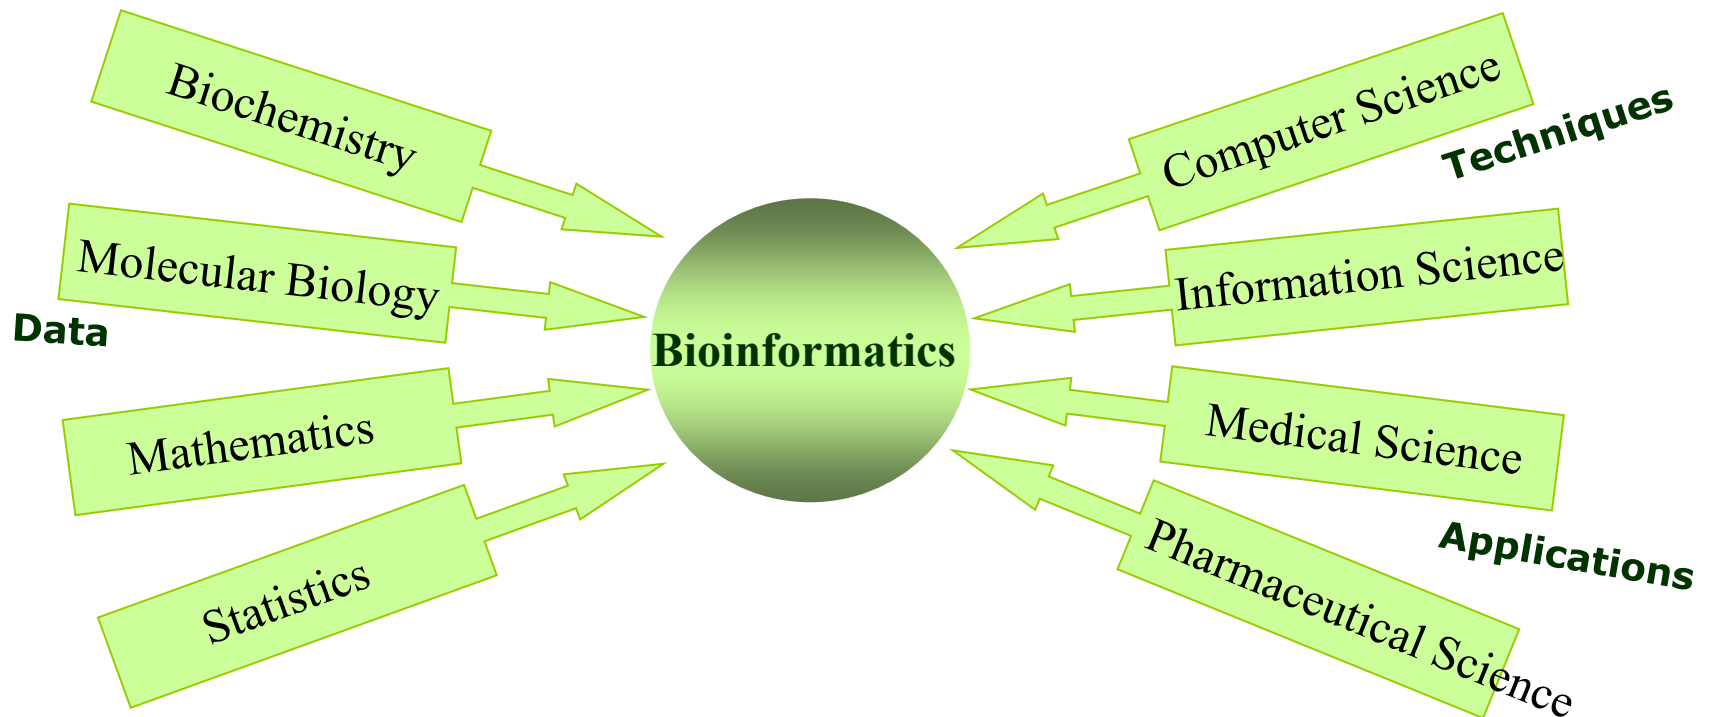 Biochemistry
Molecular Biology
Data
Mathematics
Statistics
Bioinformatics
Computer Science
Techniques
Information Science
Medical Science
Applications
Pharmaceutical Science